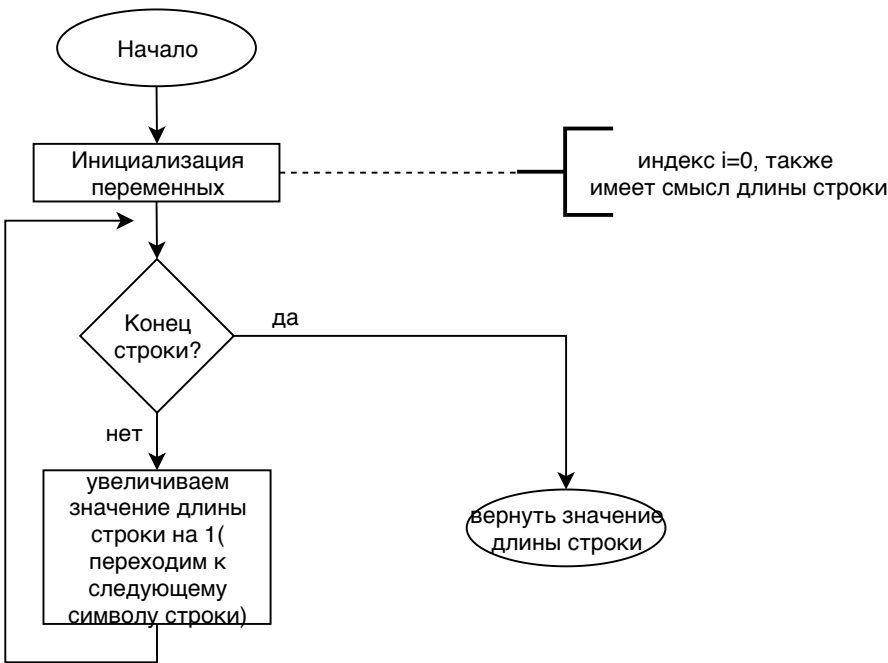 Начало
Инициализация
переменных
индекс i=0, также
имеет смысл длины строки
Конец
строки?
да
нет
увеличиваем
значение длины
строки на 1(
переходим к
следующему
символу строки)
вернуть значение
длины строки